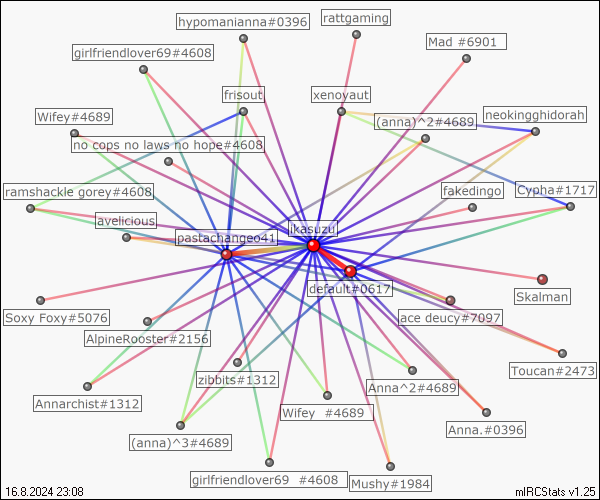 hypomanianna#0396
rattgaming
Mad #6901
girlfriendlover69#4608
frisout
xenoyaut
Wifey#4689
(anna)^2#4689
neokingghidorah
no cops no laws no hope#4608
ramshackle gorey#4608
fakedingo
Cypha#1717
avelicious
pastachangeo41
ikasuzu
default#0617
Skalman
Soxy Foxy#5076
ace deucy#7097
AlpineRooster#2156
Toucan#2473
zibbits#1312
Anna^2#4689
Annarchist#1312
Wifey #4689
Anna.#0396
(anna)^3#4689
girlfriendlover69 #4608
Mushy#1984
16.8.2024 23:08
mIRCStats v1.25